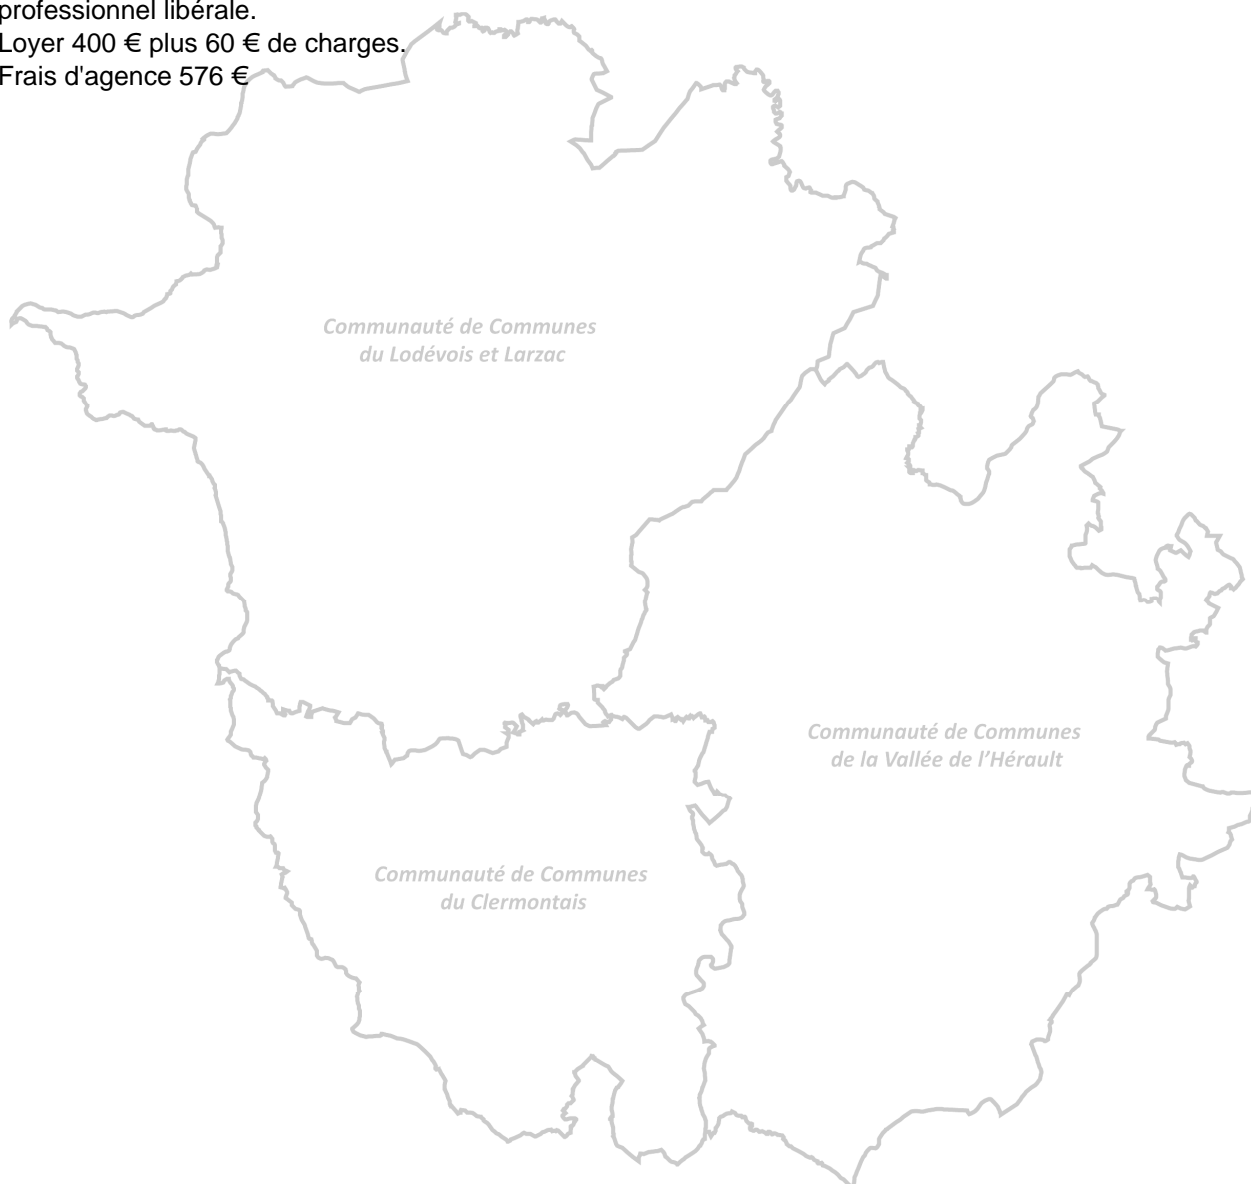 professionnel libérale.
Loyer 400 € plus 60 € de charges.
Frais d'agence 576 €
Communauté de Communes
du Lodévois et Larzac
Communauté de Communes
de la Vallée de l'Hérault
Communauté de Communes
du Clermontais